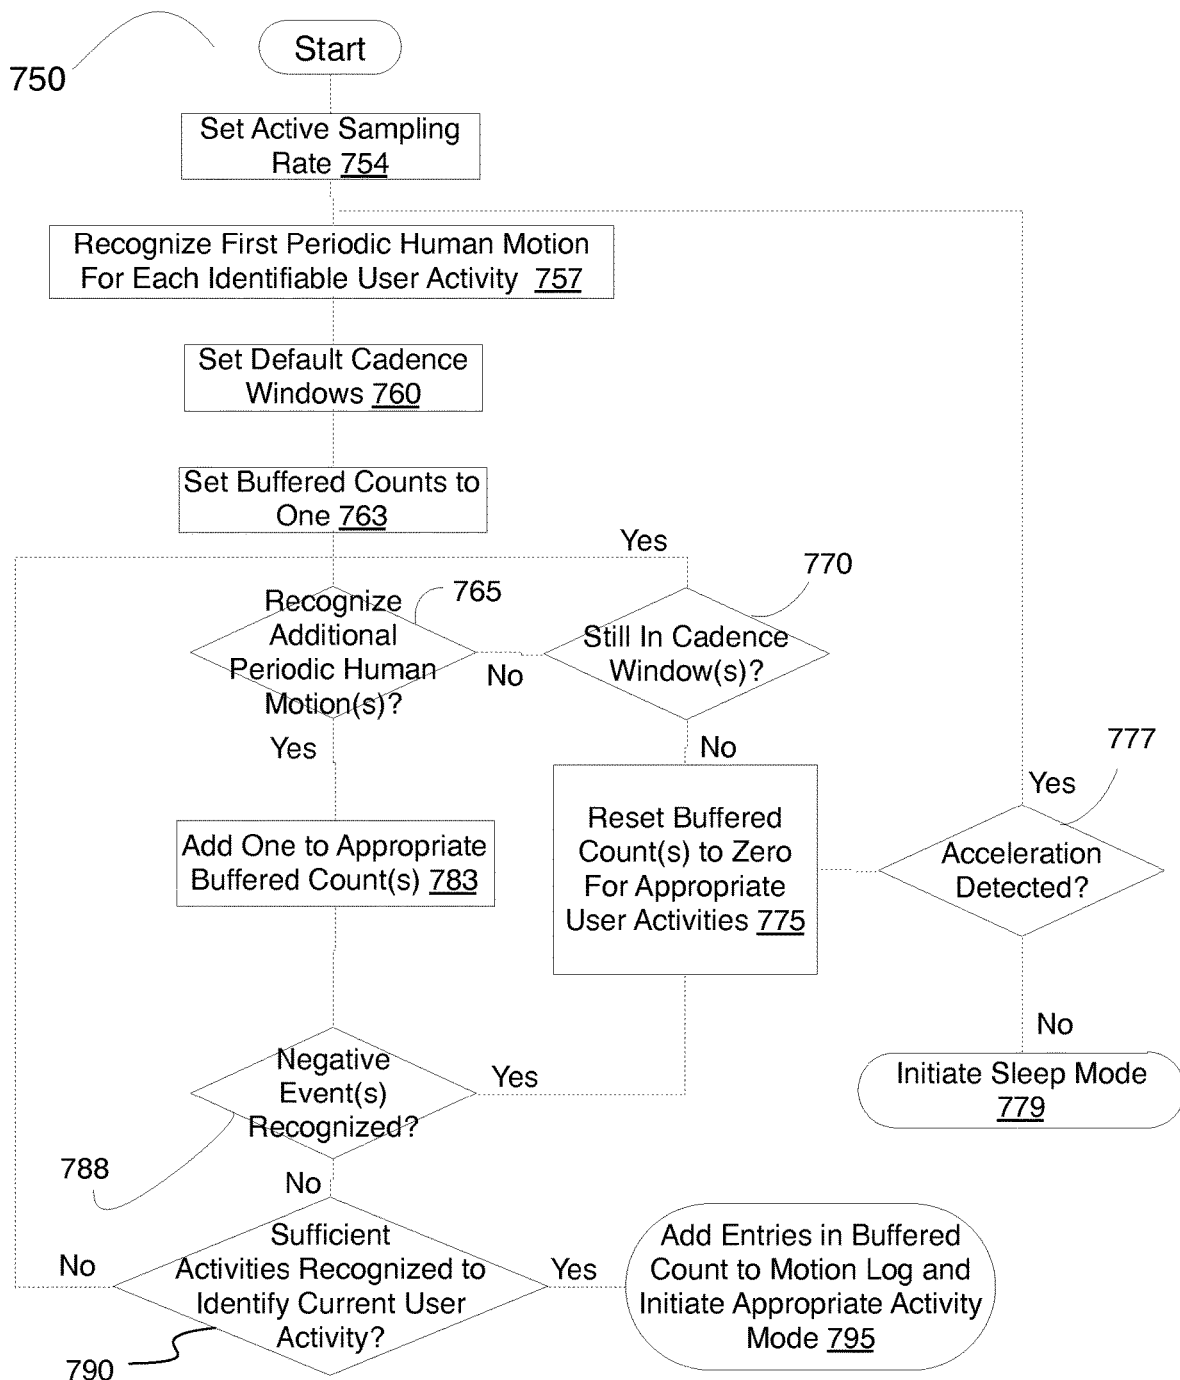 Start
750
Set Active Sampling
Rate 754
Recognize First Periodic Human Motion
For Each Identifiable User Activity 757
Set Default Cadence
Windows 760
Set Buffered Counts to
One 763
Yes
770
Recognize
Additional
Periodic Human
Motion(s)?
765
No
Still In Cadence
Window(s)?
Yes
No
777
Yes
Add One to Appropriate
Buffered Count(s) 783
Reset Buffered
Count(s) to Zero
For Appropriate
User Activities 775
Acceleration
Detected?
No
Initiate Sleep Mode
779
Negative
Event(s)
Recognized?
Yes
788
No
Sufficient
Activities Recognized to
Identify Current User
Activity?
No
Yes
790
Add Entries in Buffered
Count to Motion Log and
Initiate Appropriate Activity
Mode 795